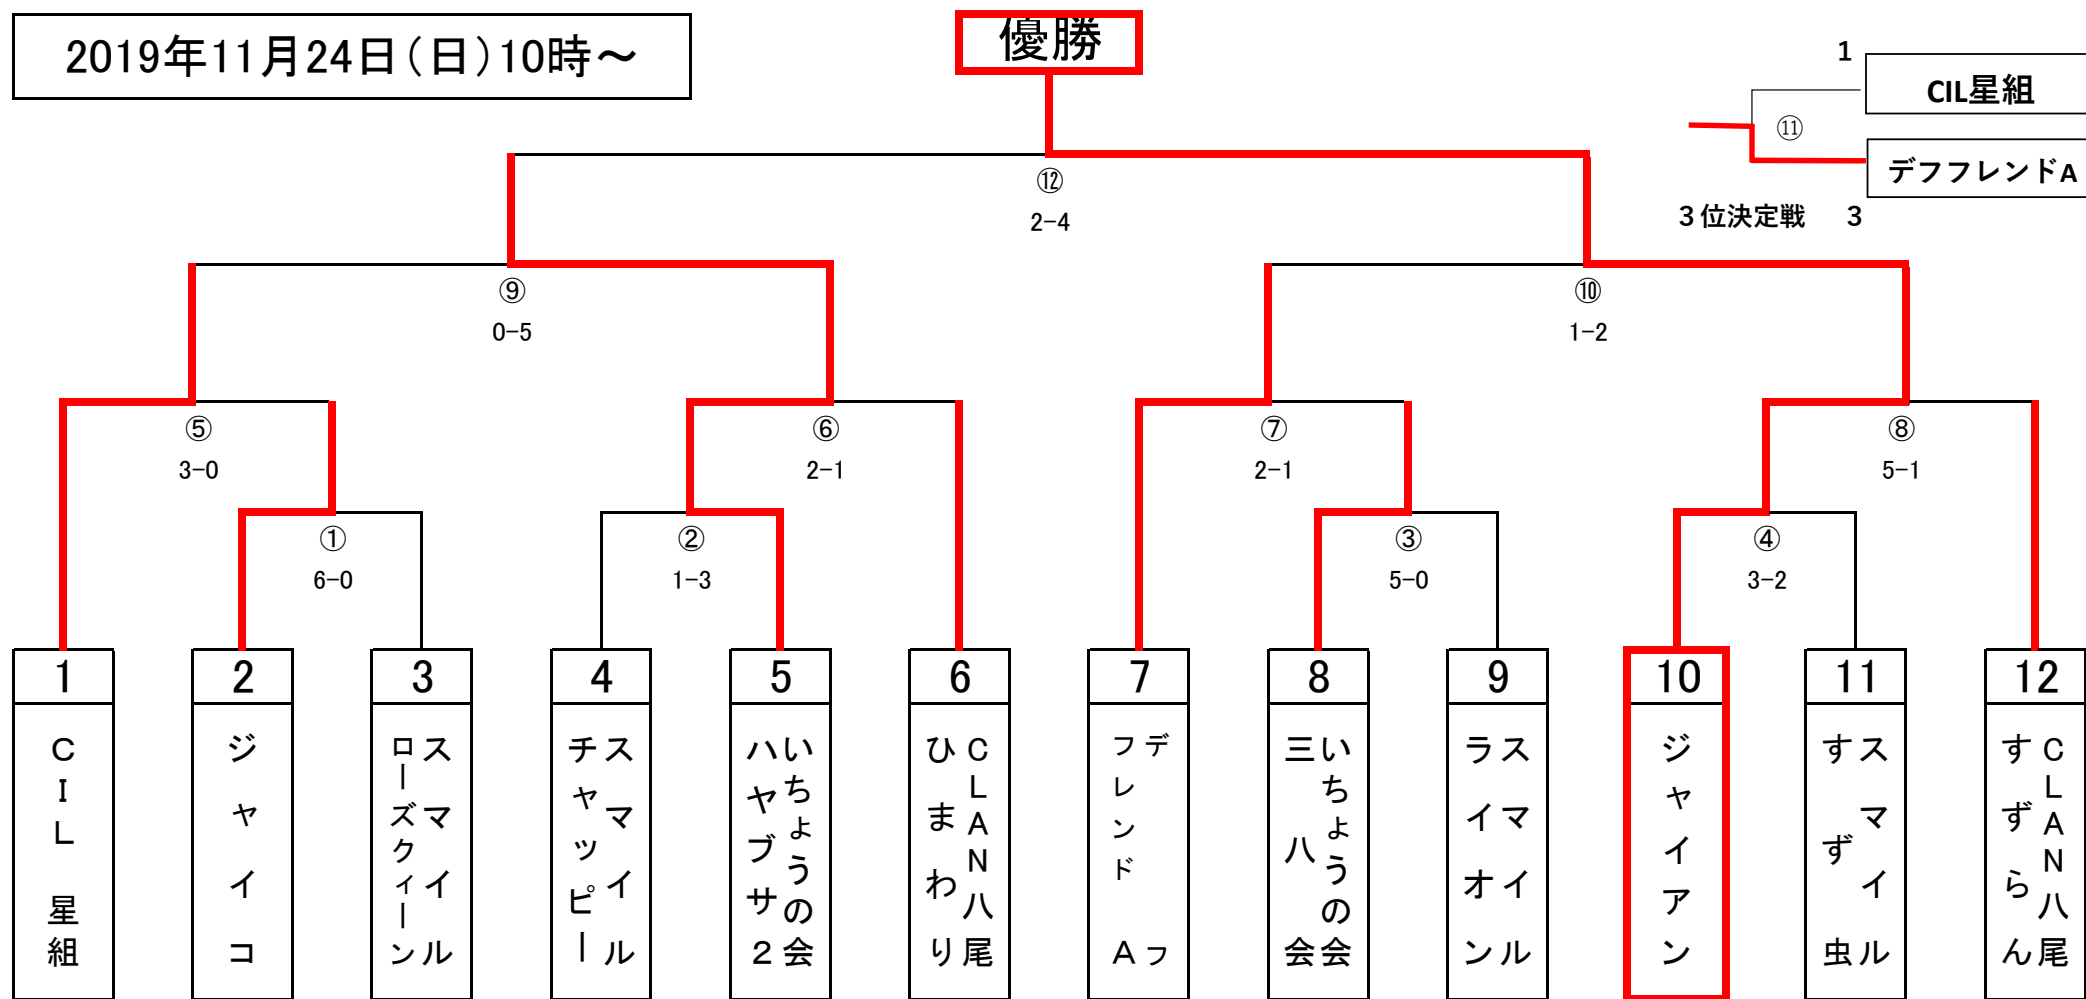 2019年11月24日(日)10時～
優勝
1
CIL星組
⑪
デフフレンドA
３位決定戦 3
⑫
2-4
⑨
0-5
⑩
1-2
⑤
3-0
⑥
2-1
⑦
2-1
⑧
5-1
①
6-0
②
1-3
③
5-0
④
3-2
1
CIL 星組
2
ジャイコ
3
スマイル
ローズクィーン
4
スマイル
チャッピー
5
いちょうの会
ハヤブサ２
6
CLAN八尾
ひまわり
7
デフ
フレンド A
8
いちょうの会
三八会
9
スマイル
ライオン
10
ジャイアン
11
スマイル
すず虫
12
CLAN八尾
すずらん